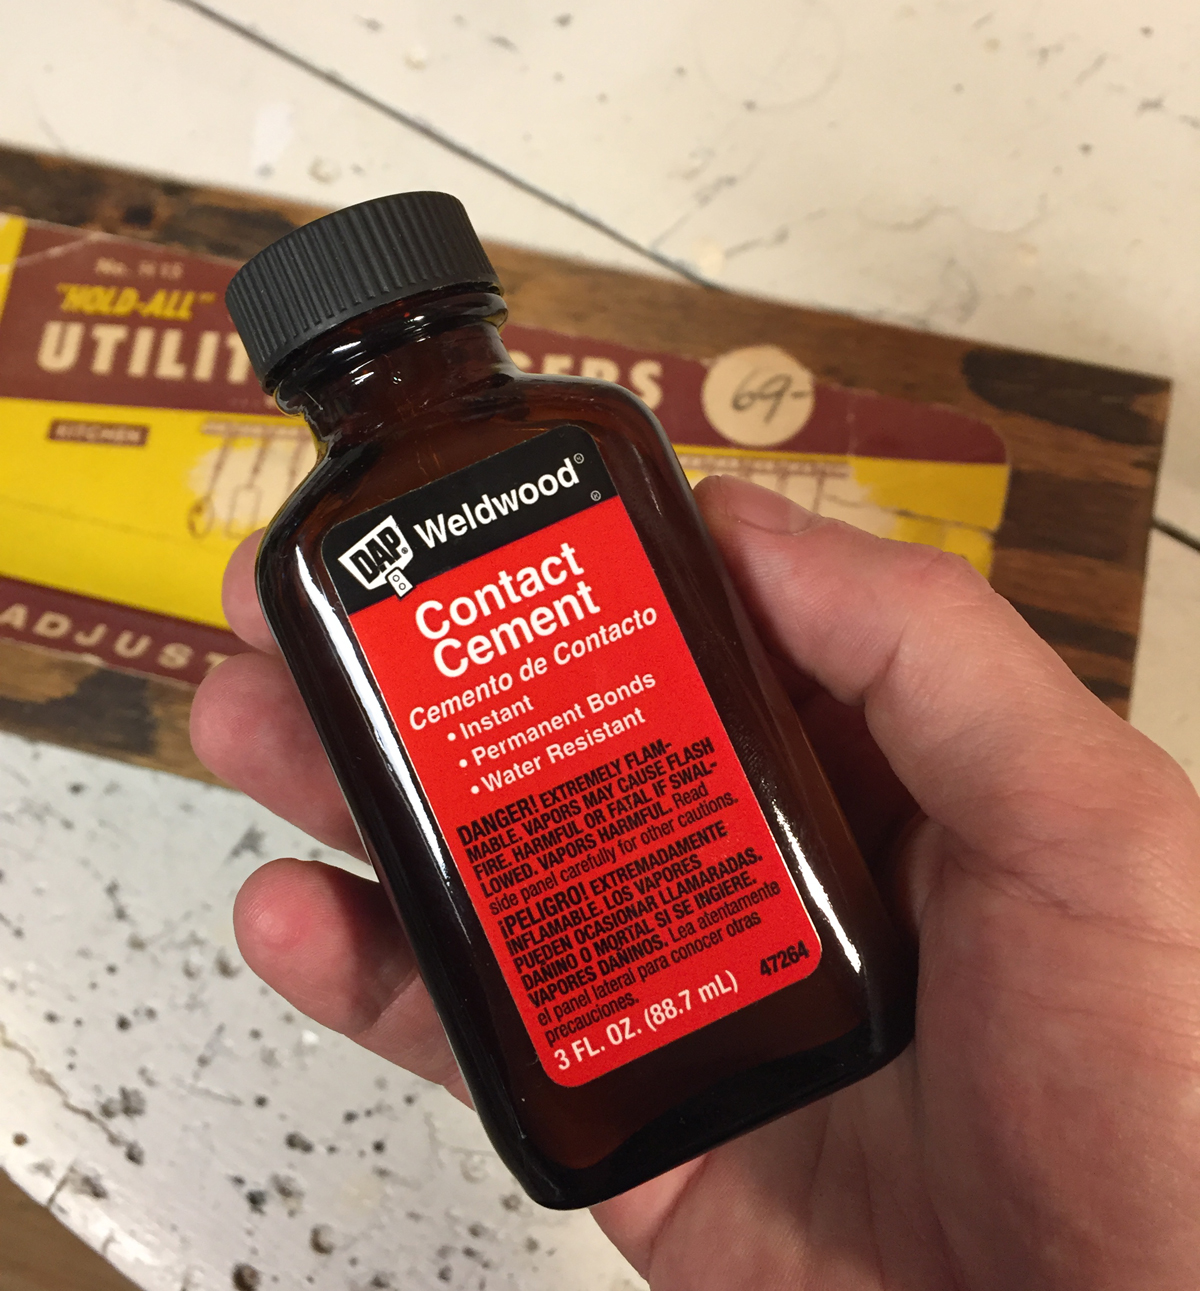 No. H 15
"HOLD-ALL"
UTILIT
ERS
69-
KITCHEN
ADJUST
DAP®
Weldwood®
®
Contact
Cement
Cemento de Contacto
• Instant
• Permanent Bonds
• Water Resistant
DANGER! EXTREMELY FLAM-
MABLE. VAPORS MAY CAUSE FLASH
FIRE. HARMFUL OR FATAL IF SWAL-
LOWED. VAPORS HARMFUL. Read
side panel carefully for other cautions.
¡PELIGRO! EXTREMADAMENTE
INFLAMABLE. LOS VAPORES
PUEDEN OCASIONAR LLAMARADAS.
DAÑINO O MORTAL SI SE INGIERE.
VAPORES DAÑINOS. Lea atentamente
el panel lateral para conocer otras
precauciones.
47264
3 FL. OZ. (88.7 mL)